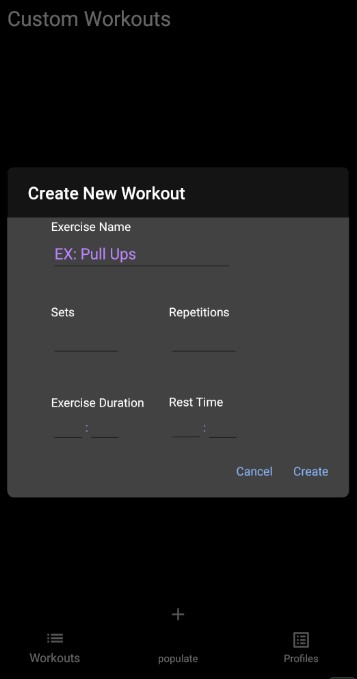 Custom Workouts
Create New Workout
Exercise Name
EX: Pull Ups
Sets Repetitions
Exercise Duration Rest Time
: :
Cancel Create
+
Workouts populate Profiles